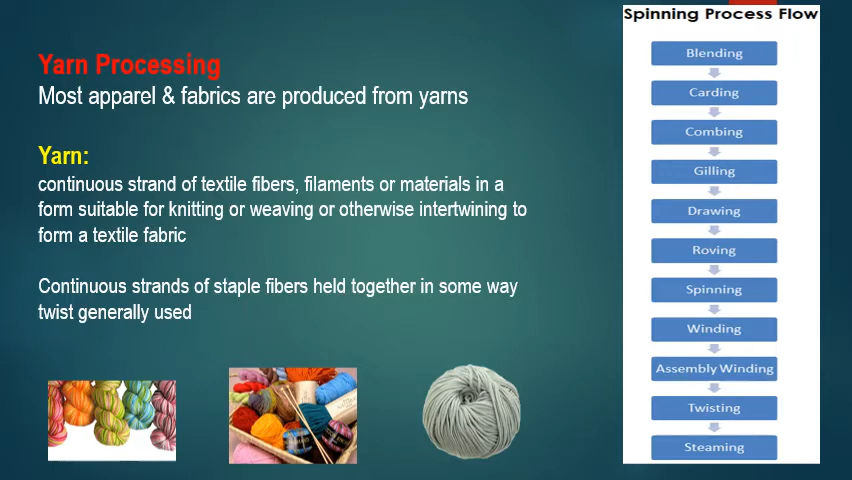 Yarn Processing
Most apparel & fabrics are produced from yarns
Yarn:
continuous strand of textile fibers, filaments or materials in a
form suitable for knitting or weaving or otherwise intertwining to
form a textile fabric
Continuous strands of staple fibers held together in some way
twist generally used
Spinning Process Flow
Blending
Carding
Combing
Gilling
Drawing
Roving
Spinning
Winding
Assembly Winding
Twisting
Steaming